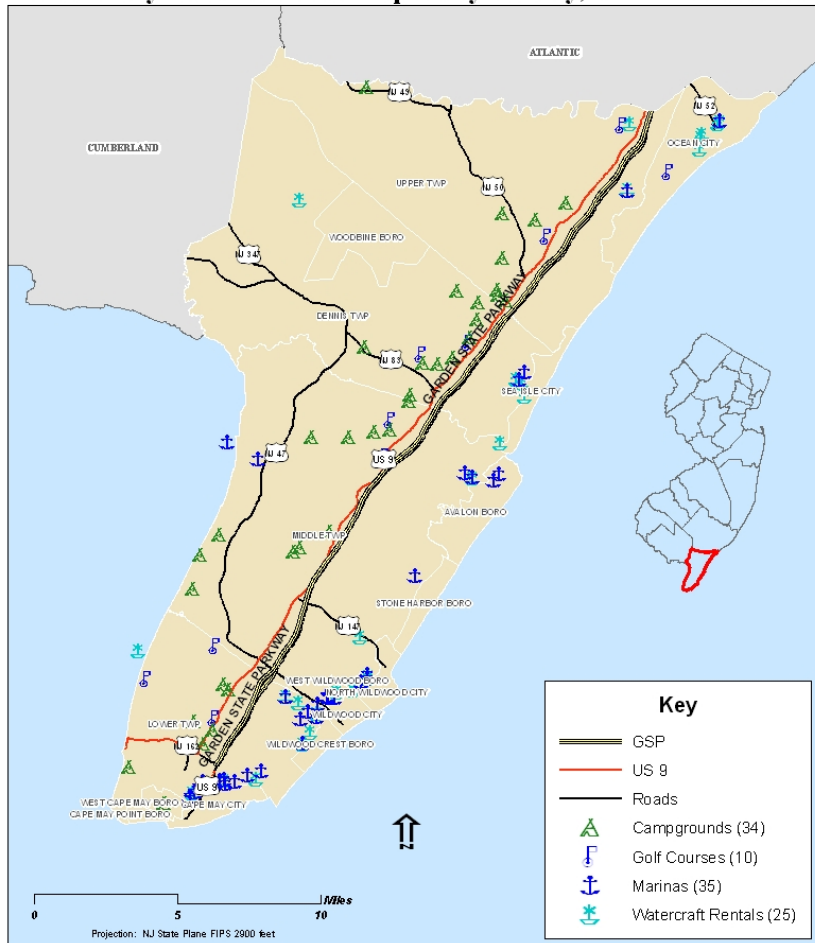 ATLANTIC
NJ 49
NJ 52
CUMBERLAND
OCEAN CITY
UPPER TWP
NJ 50
WOODBINE BORO
NJ 347
DENNIS TWP
NJ 83
GARDEN STATE PARKWAY
SEA ISLE CITY
NJ 47
US 9
AVALON BORO
MIDDLE TWP
STONE HARBOR BORO
NJ 147
WEST WILDWOOD BORO
NORTH WILDWOOD CITY
WILDWOOD CITY
LOWER TWP
GARDEN STATE PARKWAY
WILDWOOD CREST BORO
NJ 162
US 9
WEST CAPE MAY BORO
CAPE MAY CITY
CAPE MAY POINT BORO
N
Miles
0 5 10
Projection: NJ State Plane FIPS 2900 feet
Key
GSP
US 9
Roads
Campgrounds (34)
Golf Courses (10)
Marinas (35)
Watercraft Rentals (25)